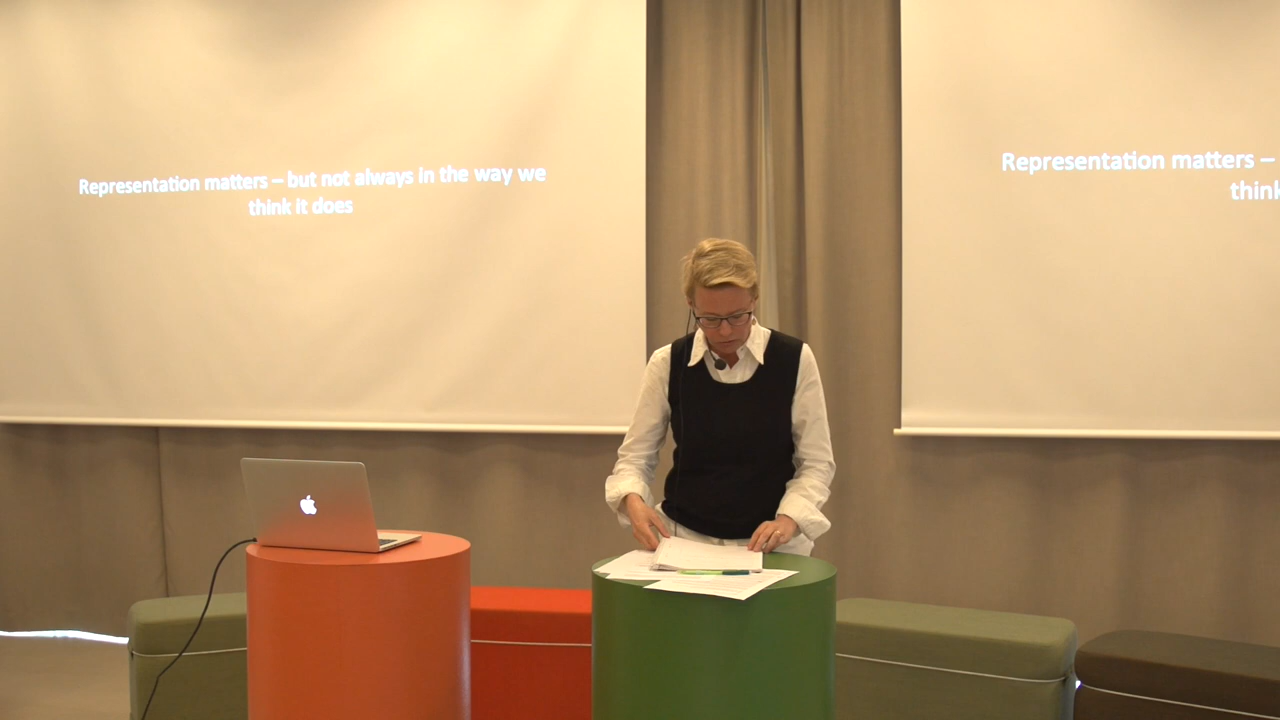 Representation matters – but not always in the way we
think it does
Representation matters –
think